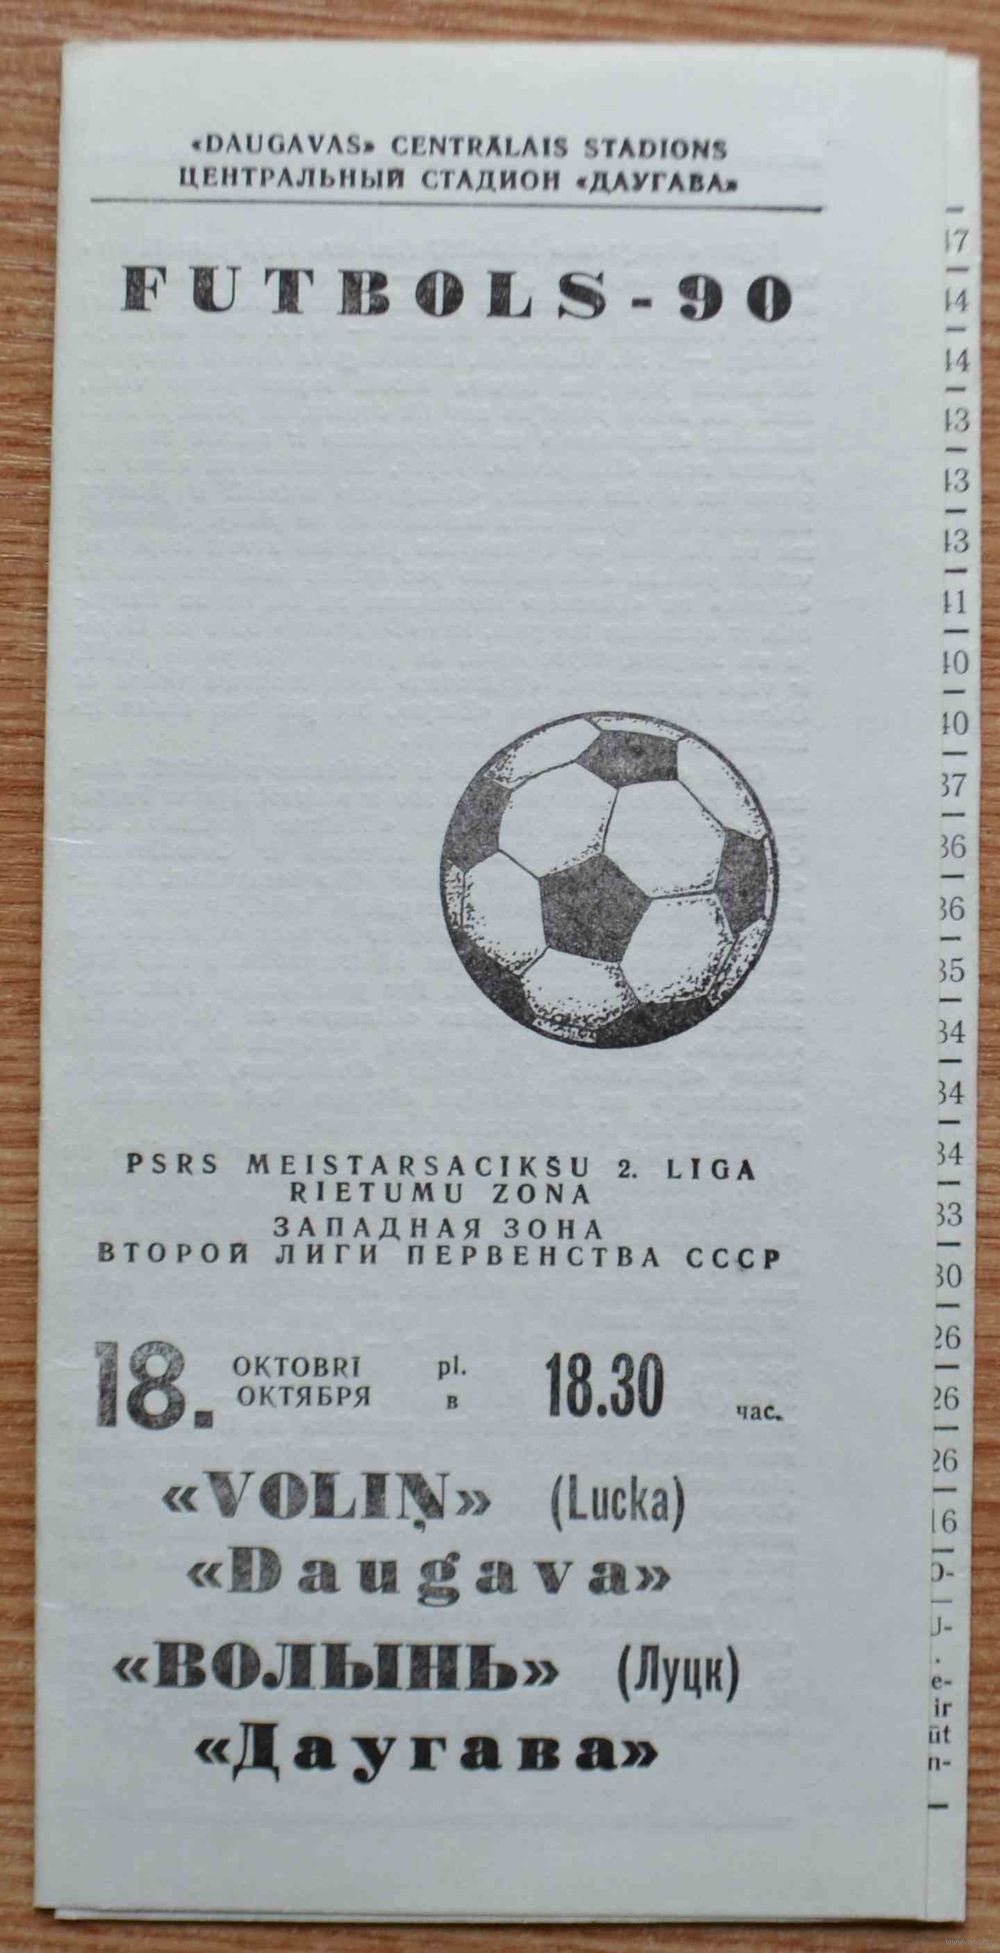 «DAUGAVAS» CENTRĀLAIS STADIONS
ЦЕНТРАЛЬНЫЙ СТАДИОН «ДАУГАВА»
FUTBOLS-90
PSRS MEISTARSACĪKŠU 2. LĪGA
RIETUMU ZONA
ЗАПАДНАЯ ЗОНА
ВТОРОЙ ЛИГИ ПЕРВЕНСТВА СССР
18. OKTOBRĪ pl. 18.30
ОКТЯБРЯ в час.
«VOLIŅ» (Lucka)
«Daugava»
«ВОЛЫНЬ» (Луцк)
«Даугава»
47
44
44
43
43
43
41
40
40
37
36
36
35
34
34
34
33
30
26
26
26
16
e-
ir
ūt
n-